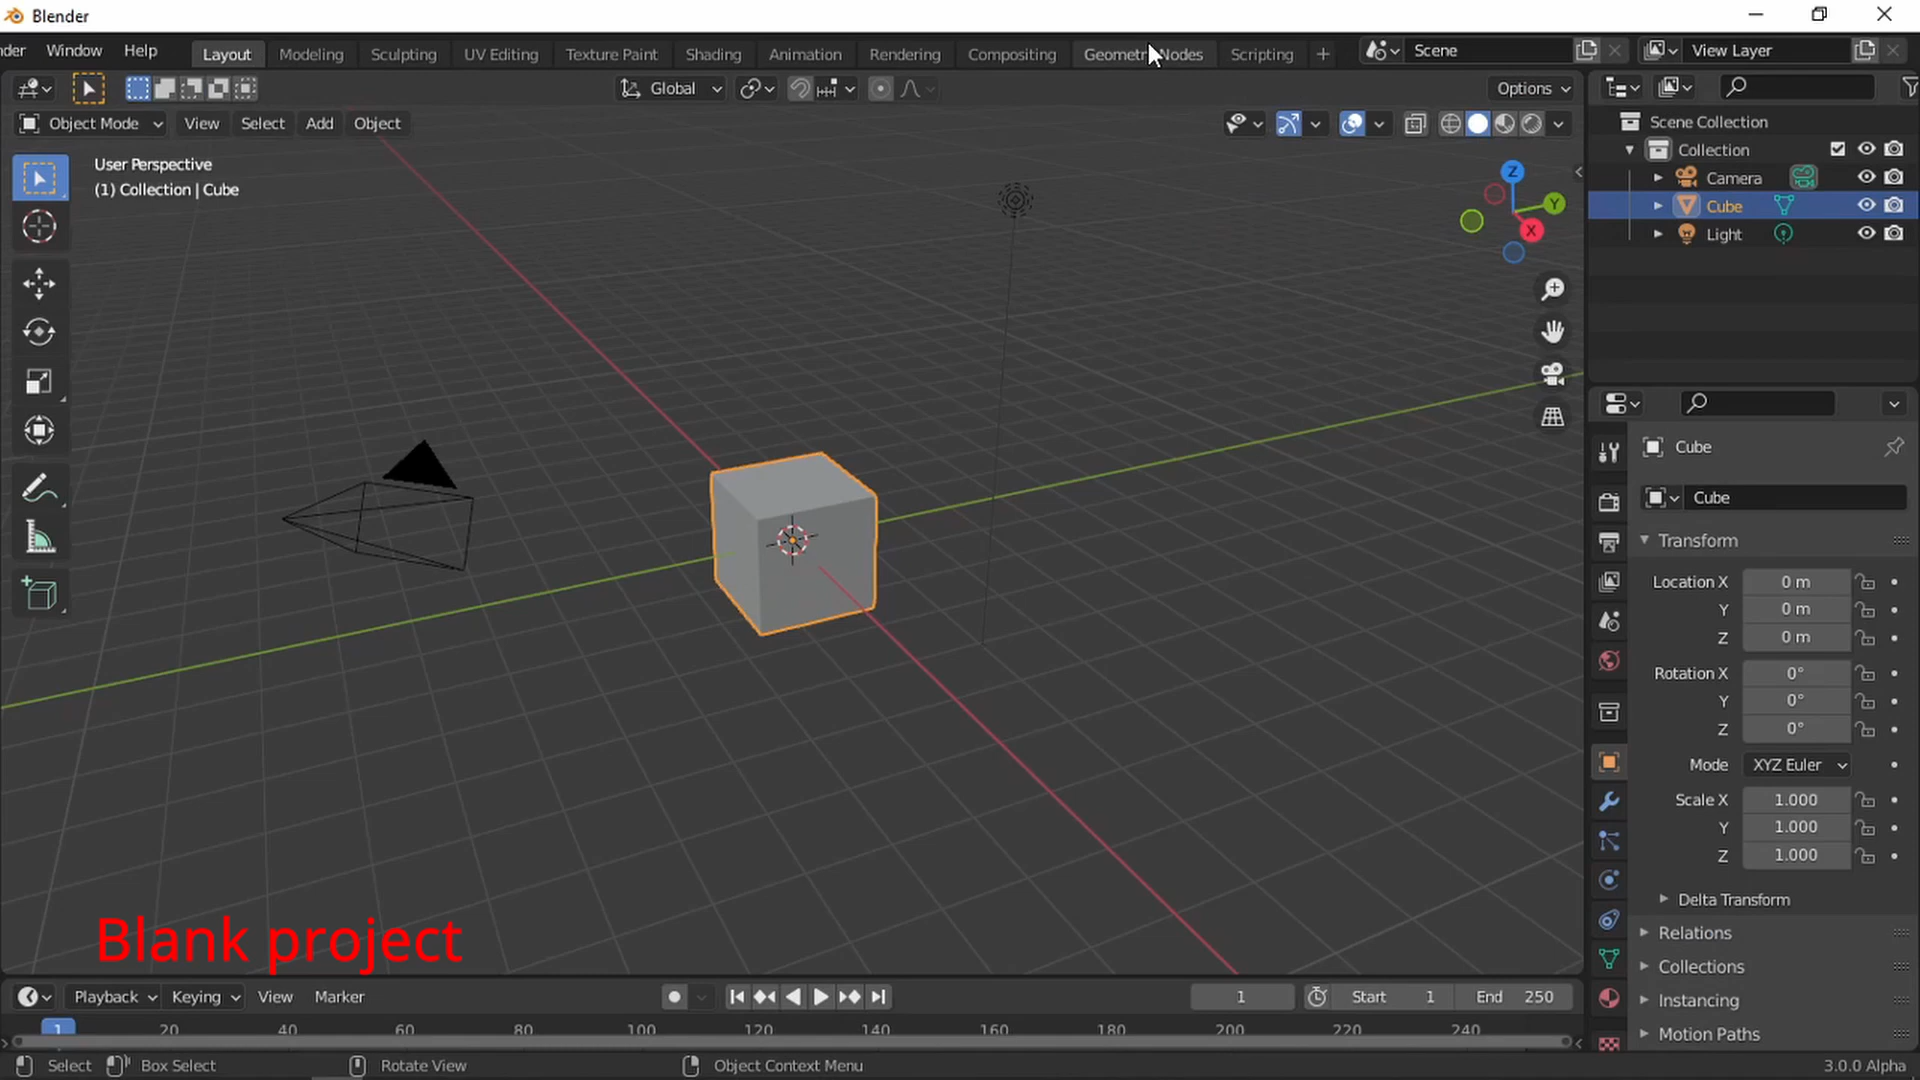 Blender
der Window Help Layout Modeling Sculpting UV Editing Texture Paint Shading Animation Rendering Compositing Geometry Nodes Scripting + Scene View Layer
Global Options
Object Mode View Select Add Object
User Perspective
(1) Collection | Cube
Z
Y
X
Scene Collection
Collection
Camera
Cube
Light
Cube
Cube
Transform
Location X 0 m
Y 0 m
Z 0 m
Rotation X 0°
Y 0°
Z 0°
Mode XYZ Euler
Scale X 1.000
Y 1.000
Z 1.000
Delta Transform
Relations
Collections
Instancing
Motion Paths
Blank project
Playback Keying View Marker 1 Start 1 End 250
1 20 40 60 80 100 120 140 160 180 200 220 240
Select Box Select Rotate View Object Context Menu 3.0.0 Alpha